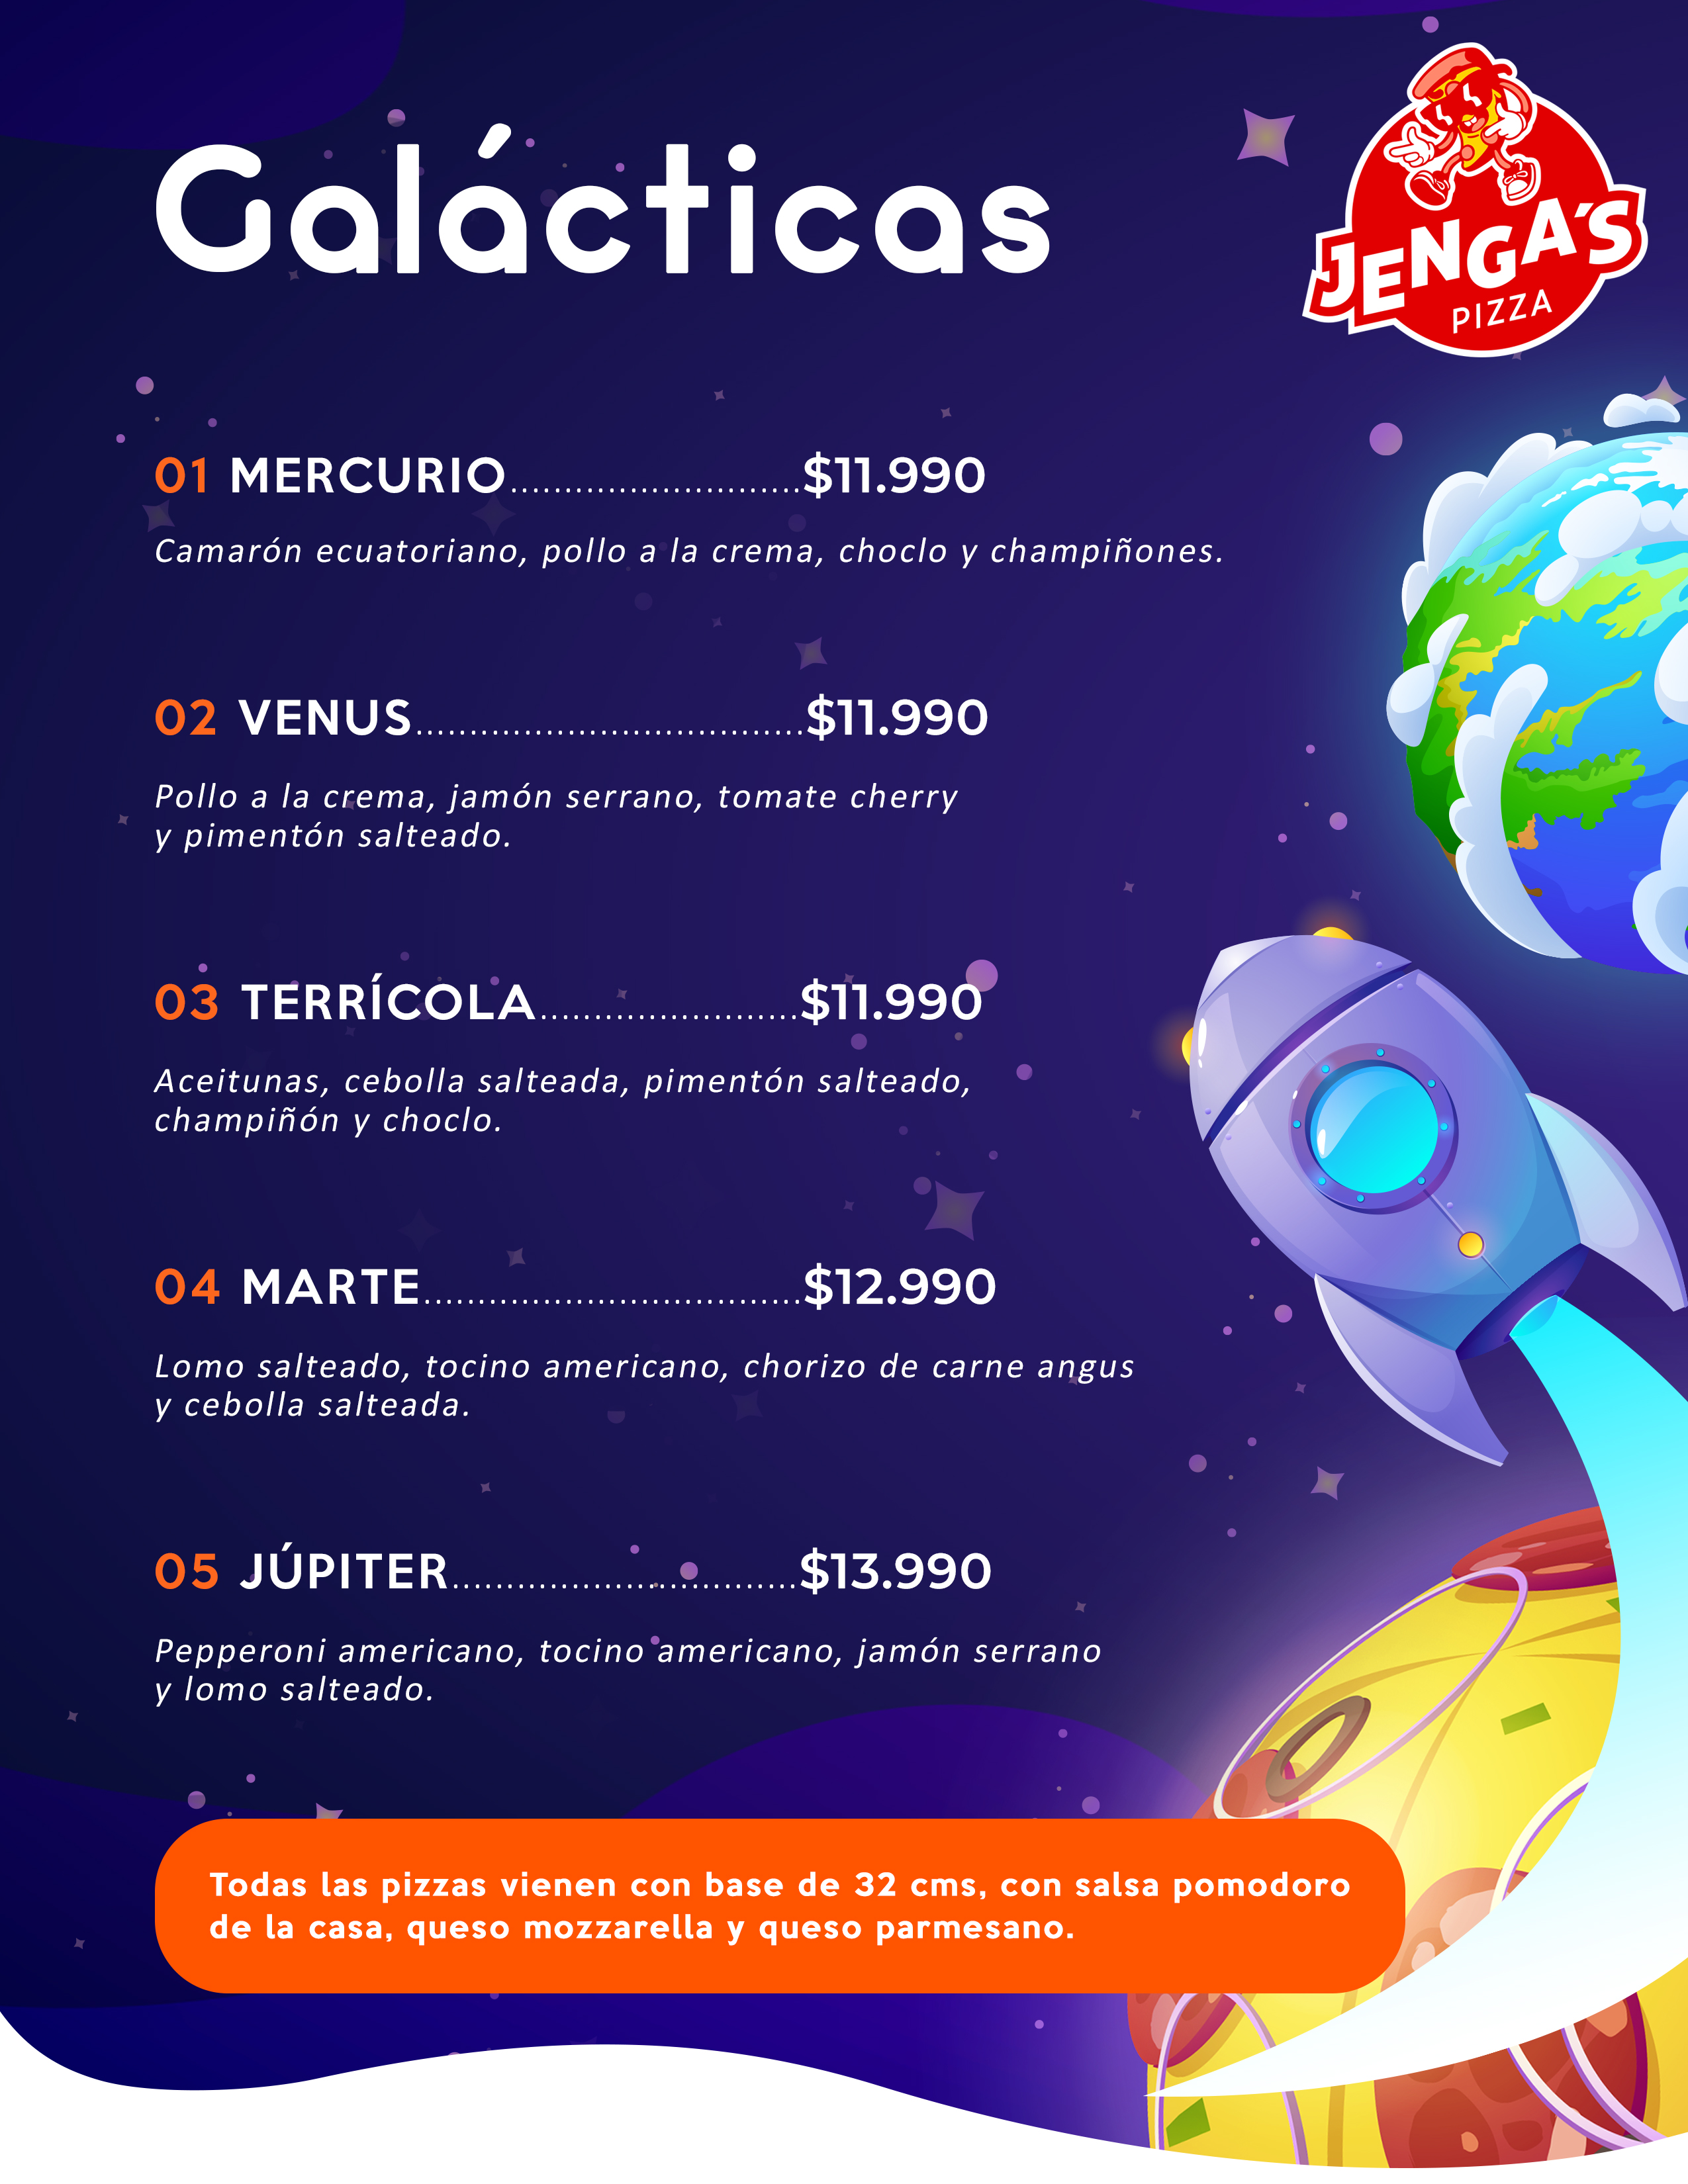 Galácticas
JENGA'S
PIZZA
01 MERCURIO...........................$11.990
Camarón ecuatoriano, pollo a la crema, choclo y champiñones.
02 VENUS....................................$11.990
Pollo a la crema, jamón serrano, tomate cherry
y pimentón salteado.
03 TERRÍCOLA........................$11.990
Aceitunas, cebolla salteada, pimentón salteado,
champiñón y choclo.
04 MARTE...................................$12.990
Lomo salteado, tocino americano, chorizo de carne angus
y cebolla salteada.
05 JÚPITER................................$13.990
Pepperoni americano, tocino americano, jamón serrano
y lomo salteado.
Todas las pizzas vienen con base de 32 cms, con salsa pomodoro
de la casa, queso mozzarella y queso parmesano.